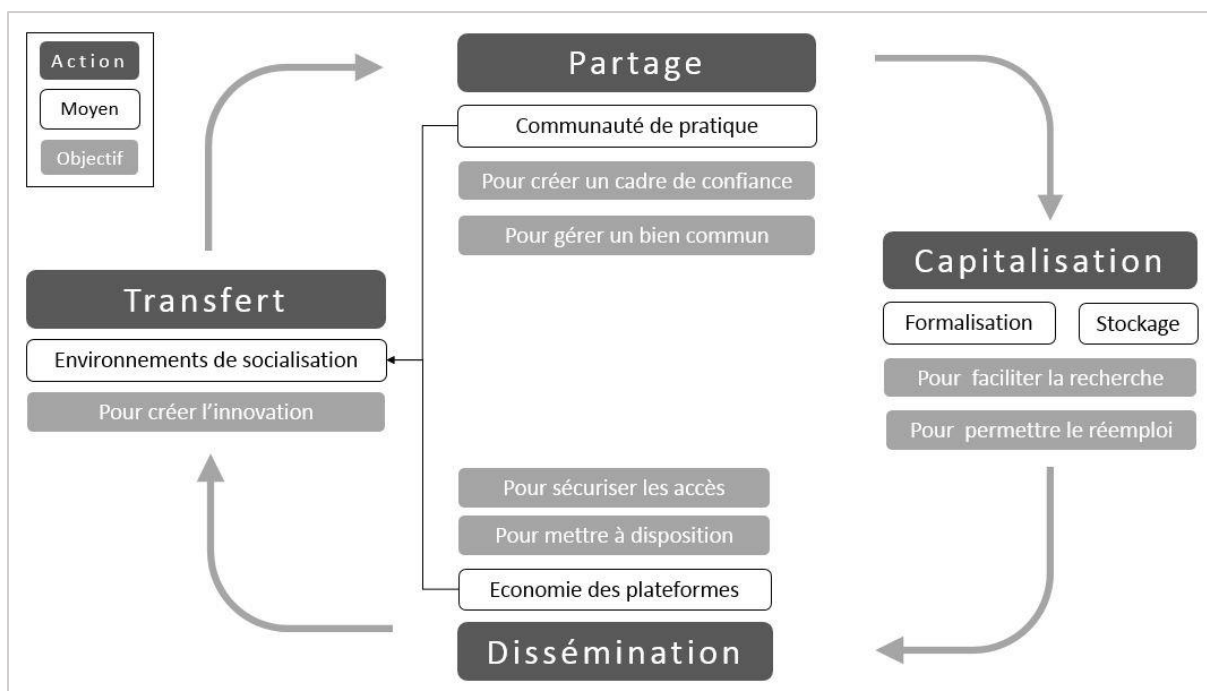 Action
Moyen
Objectif
Partage
Communauté de pratique
Pour créer un cadre de confiance
Pour gérer un bien commun
Capitalisation
Formalisation
Stockage
Pour faciliter la recherche
Pour permettre le réemploi
Transfert
Environnements de socialisation
Pour créer l'innovation
Pour sécuriser les accès
Pour mettre à disposition
Economie des plateformes
Dissémination